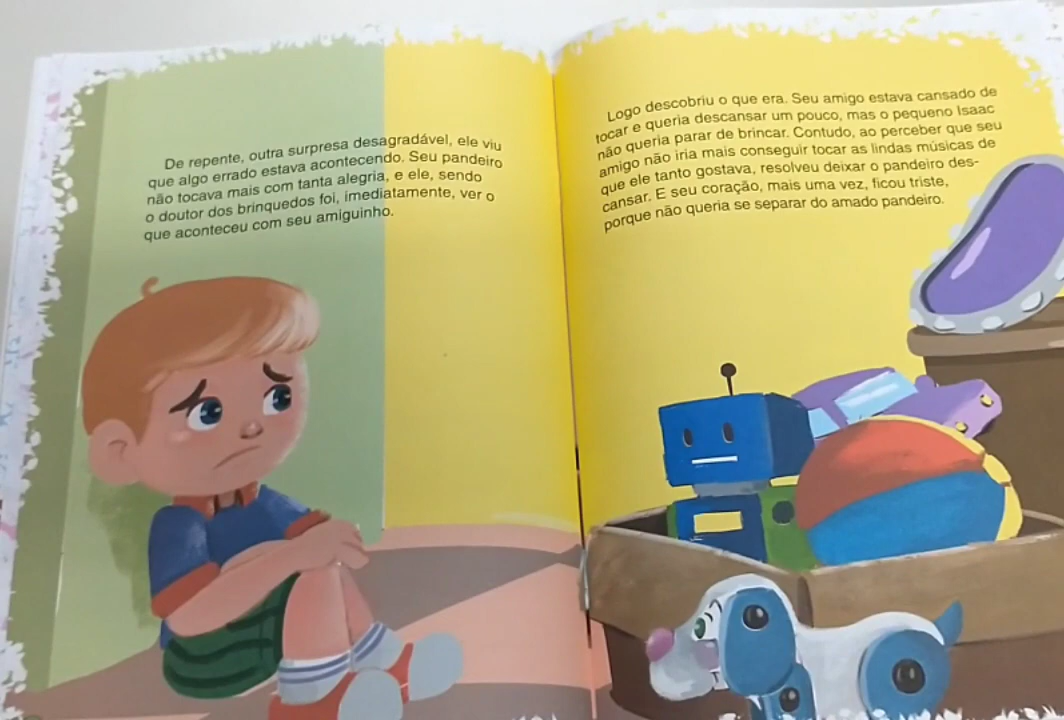 De repente, outra surpresa desagradável, ele viu
que algo errado estava acontecendo. Seu pandeiro
não tocava mais com tanta alegria, e ele, sendo
o doutor dos brinquedos foi, imediatamente, ver o
que aconteceu com seu amiguinho.
Logo descobriu o que era. Seu amigo estava cansado de
tocar e queria descansar um pouco, mas o pequeno Isaac
não queria parar de brincar. Contudo, ao perceber que seu
amigo não iria mais conseguir tocar as lindas músicas de
que ele tanto gostava, resolveu deixar o pandeiro des-
cansar. E seu coração, mais uma vez, ficou triste,
porque não queria se separar do amado pandeiro.